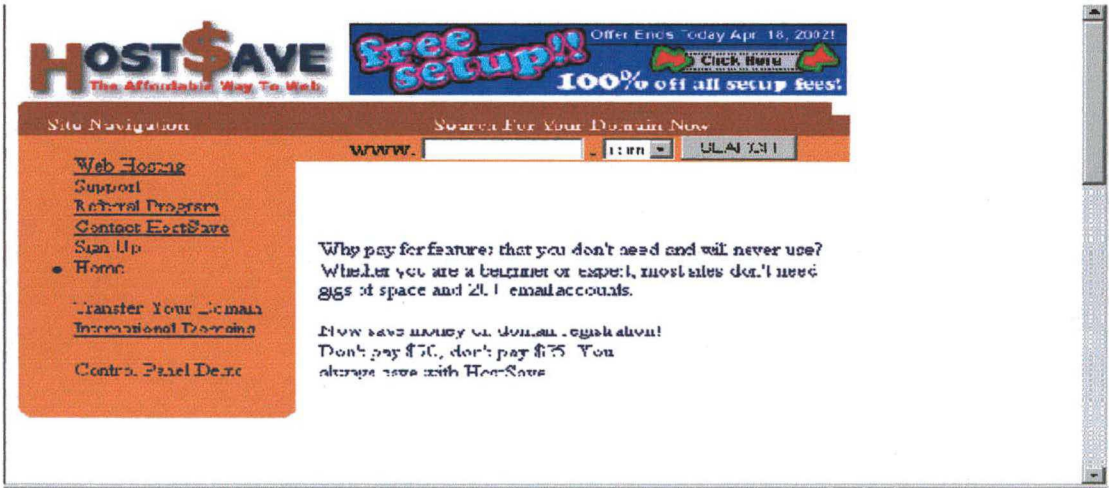 HOST$AVE
The Affordable Way To Web
free setup!!
Offer Ends Today Apr. 18, 2002!
Click Here
100% off all setup fees!
Site Navigation
Search For Your Domain Now
www. . com SEARCH
Web Hosting
Support
Referral Program
Contact HostSave
Sign Up
• Home
Transfer Your Domain
International Domains
Control Panel Demo
Why pay for features that you don't need and will never use?
Whether you are a beginner or expert, most sites don't need
gigs of space and email accounts.
Now save money on domain registration!
Don't pay don't pay You
always save with HostSave